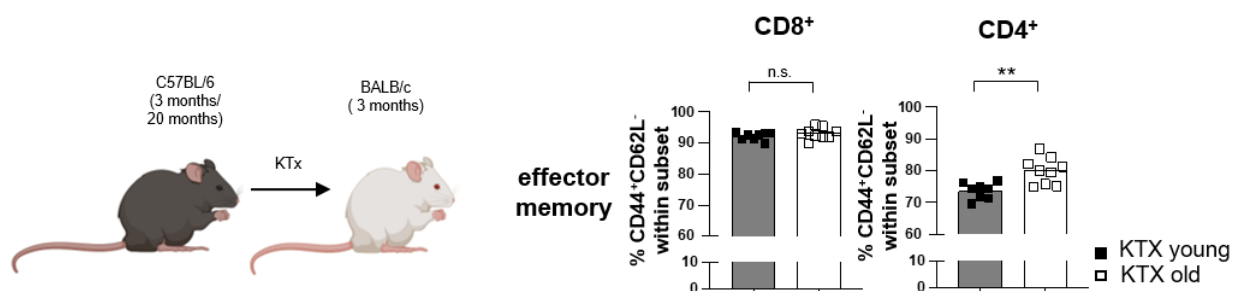 C57BL/6
(3 months/
20 months)
BALB/c
( 3 months)
KTx
effector
memory
CD8⁺
n.s.
% CD44⁺CD62L⁻
within subset
100
90
80
70
60
10
0
CD4⁺
**
% CD44⁺CD62L⁻
within subset
100
90
80
70
60
10
0
KTX young
KTX old